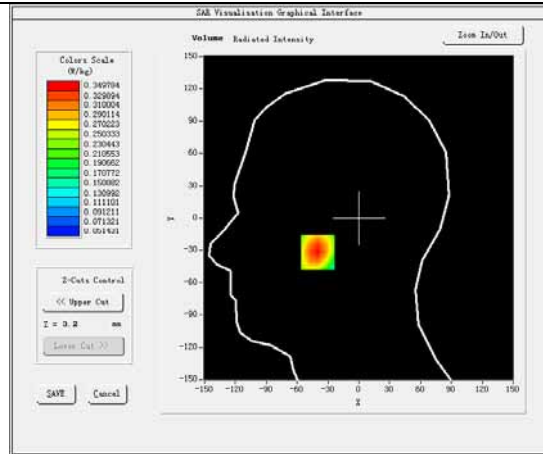 SAR Visualisation Graphical Interface
Volume Radiated Intensity
Zoom In/Out
Colors Scale
(W/kg)
0.349784
0.329894
0.310004
0.290114
0.270223
0.250333
0.230443
0.210553
0.190662
0.170772
0.150882
0.130992
0.111101
0.091211
0.071321
0.051431
150-
120-
90-
60-
30-
0-
-30-
-60-
-90-
-120-
-150-
Y
-150 -120 -90 -60 -30 0 30 60 90 120 150
X
Z-Cuts Control
<< Upper Cut
Z = 3.2 mm
Lower Cut >>
SAVE Cancel